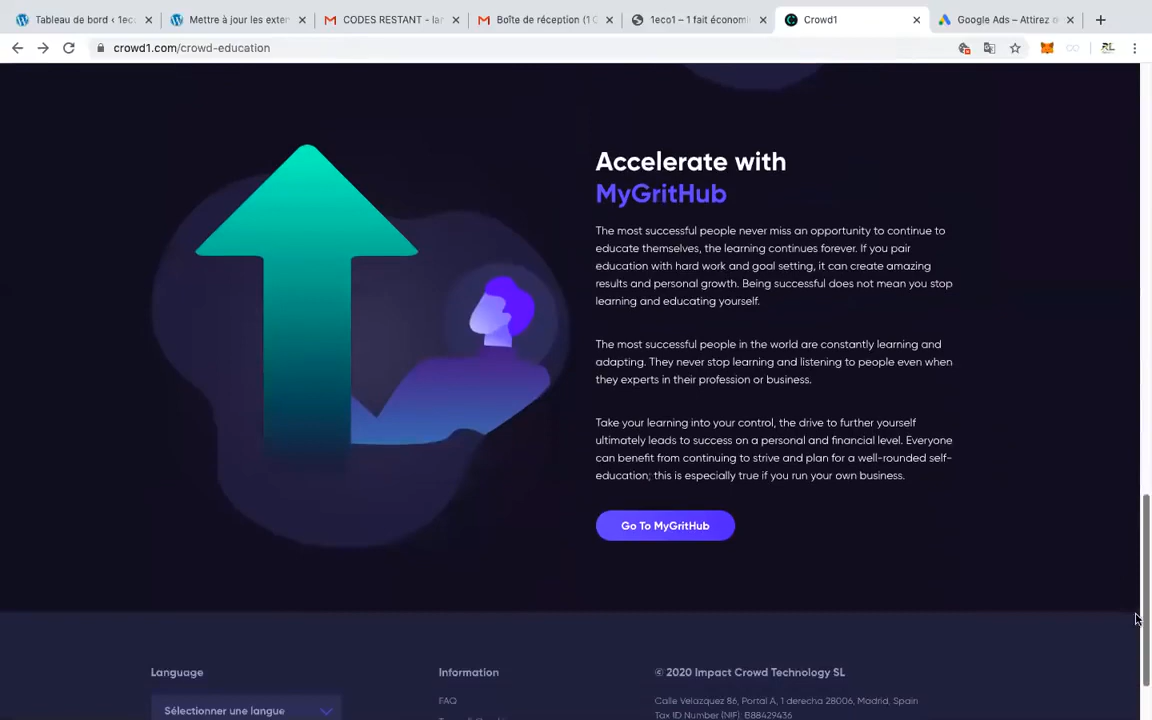 Tableau de bord ‹ 1ec
Mettre à jour les exten
CODES RESTANT - lar
Boîte de réception (1
1eco1 – 1 fait économi
Crowd1
Google Ads – Attirez d
crowd1.com/crowd-education
Accelerate with
MyGritHub
The most successful people never miss an opportunity to continue to
educate themselves, the learning continues forever. If you pair
education with hard work and goal setting, it can create amazing
results and personal growth. Being successful does not mean you stop
learning and educating yourself.
The most successful people in the world are constantly learning and
adapting. They never stop learning and listening to people even when
they experts in their profession or business.
Take your learning into your control, the drive to further yourself
ultimately leads to success on a personal and financial level. Everyone
can benefit from continuing to strive and plan for a well-rounded self-
education; this is especially true if you run your own business.
Go To MyGritHub
Language
Sélectionner une langue
Information
FAQ
© 2020 Impact Crowd Technology SL
Calle Velazquez 86, Portal A, 1 derecha 28006, Madrid, Spain
Tax ID Number (NIF): B88429436